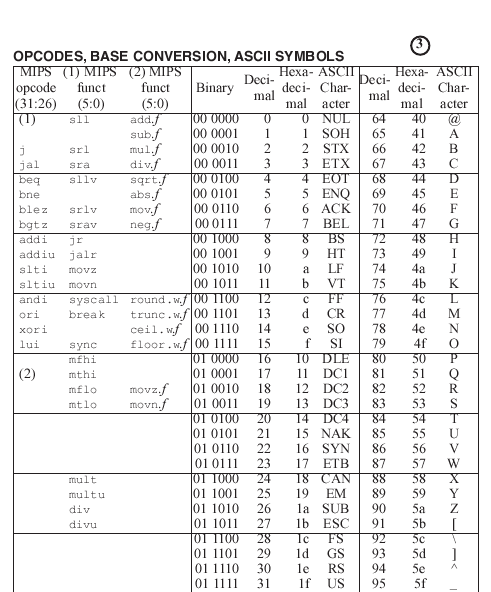 3
OPCODES, BASE CONVERSION, ASCII SYMBOLS
MIPS (1) MIPS (2) MIPS Deci- Hexa- ASCII Deci- Hexa- ASCII
opcode funct funct Binary mal deci- Char- mal deci- Char-
(31:26) (5:0) (5:0) mal acter mal acter
(1) sll add.f 00 0000 0 0 NUL 64 40 @
sub.f 00 0001 1 1 SOH 65 41 A
j srl mul.f 00 0010 2 2 STX 66 42 B
jal sra div.f 00 0011 3 3 ETX 67 43 C
beq sllv sqrt.f 00 0100 4 4 EOT 68 44 D
bne abs.f 00 0101 5 5 ENQ 69 45 E
blez srlv mov.f 00 0110 6 6 ACK 70 46 F
bgtz srav neg.f 00 0111 7 7 BEL 71 47 G
addi jr 00 1000 8 8 BS 72 48 H
addiu jalr 00 1001 9 9 HT 73 49 I
slti movz 00 1010 10 a LF 74 4a J
sltiu movn 00 1011 11 b VT 75 4b K
andi syscall round.w.f 00 1100 12 c FF 76 4c L
ori break trunc.w.f 00 1101 13 d CR 77 4d M
xori ceil.w.f 00 1110 14 e SO 78 4e N
lui sync floor.w.f 00 1111 15 f SI 79 4f O
mfhi 01 0000 16 10 DLE 80 50 P
(2) mthi 01 0001 17 11 DC1 81 51 Q
mflo movz.f 01 0010 18 12 DC2 82 52 R
mtlo movn.f 01 0011 19 13 DC3 83 53 S
01 0100 20 14 DC4 84 54 T
01 0101 21 15 NAK 85 55 U
01 0110 22 16 SYN 86 56 V
01 0111 23 17 ETB 87 57 W
mult 01 1000 24 18 CAN 88 58 X
multu 01 1001 25 19 EM 89 59 Y
div 01 1010 26 1a SUB 90 5a Z
divu 01 1011 27 1b ESC 91 5b [
01 1100 28 1c FS 92 5c \
01 1101 29 1d GS 93 5d ]
01 1110 30 1e RS 94 5e ^
01 1111 31 1f US 95 5f _